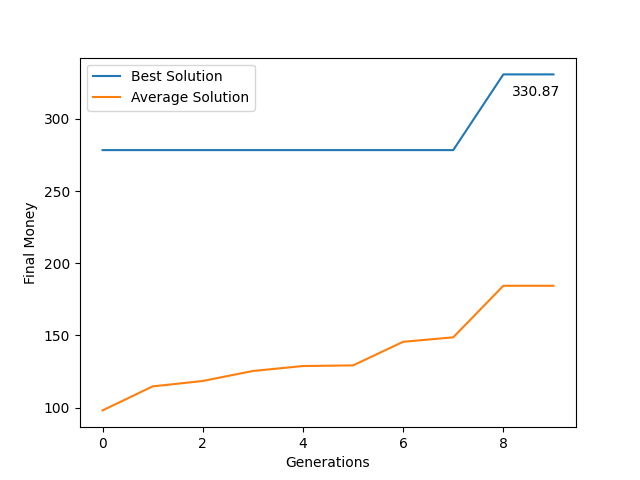 Best Solution
Average Solution
330.87
300
250
200
150
100
Final Money
0 2 4 6 8
Generations